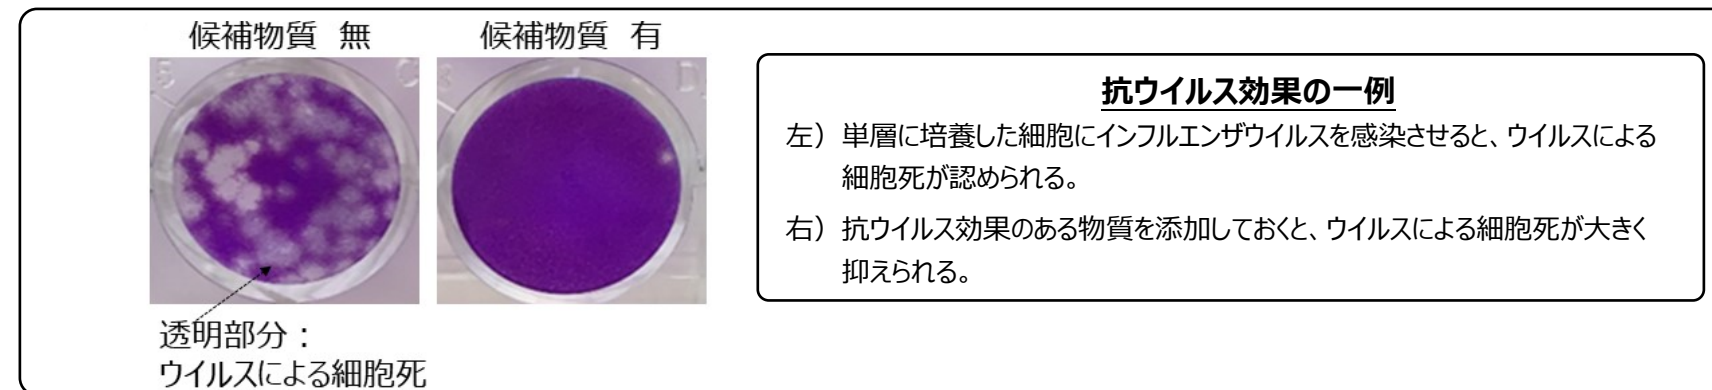 候補物質 無
候補物質 有
透明部分：
ウイルスによる細胞死
抗ウイルス効果の一例
左）単層に培養した細胞にインフルエンザウイルスを感染させると、ウイルスによる
細胞死が認められる。
右）抗ウイルス効果のある物質を添加しておくと、ウイルスによる細胞死が大きく
抑えられる。